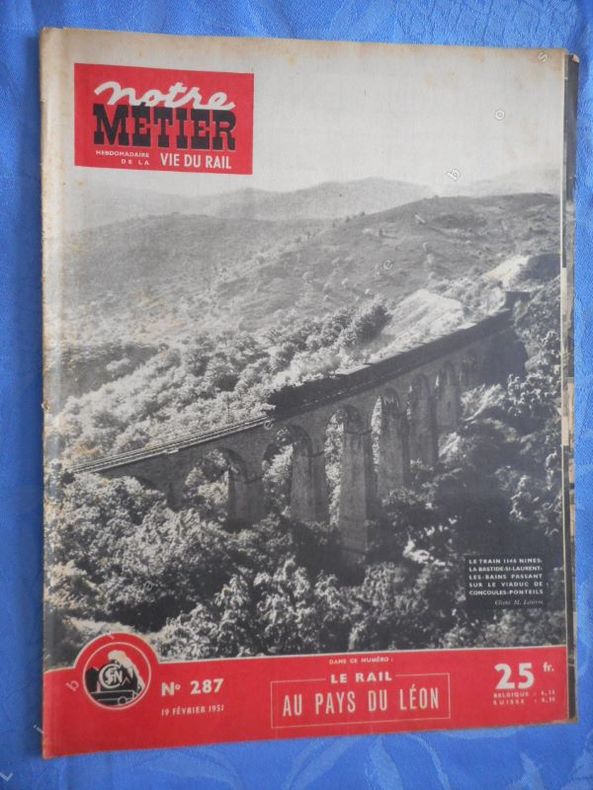 notre
MÉTIER
HEBDOMADAIRE
DE LA
VIE DU RAIL
LE TRAIN 1146 NIMES-
LA BASTIDE-St-LAURENT-
LES-BAINS PASSANT
SUR LE VIADUC DE
CONCOULES-PONTEILS
Cliché M.
SNCF
N° 287
19 FÉVRIER 1951
DANS CE NUMÉRO :
LE RAIL
AU PAYS DU LÉON
25 fr.
BELGIQUE :
SUISSE :